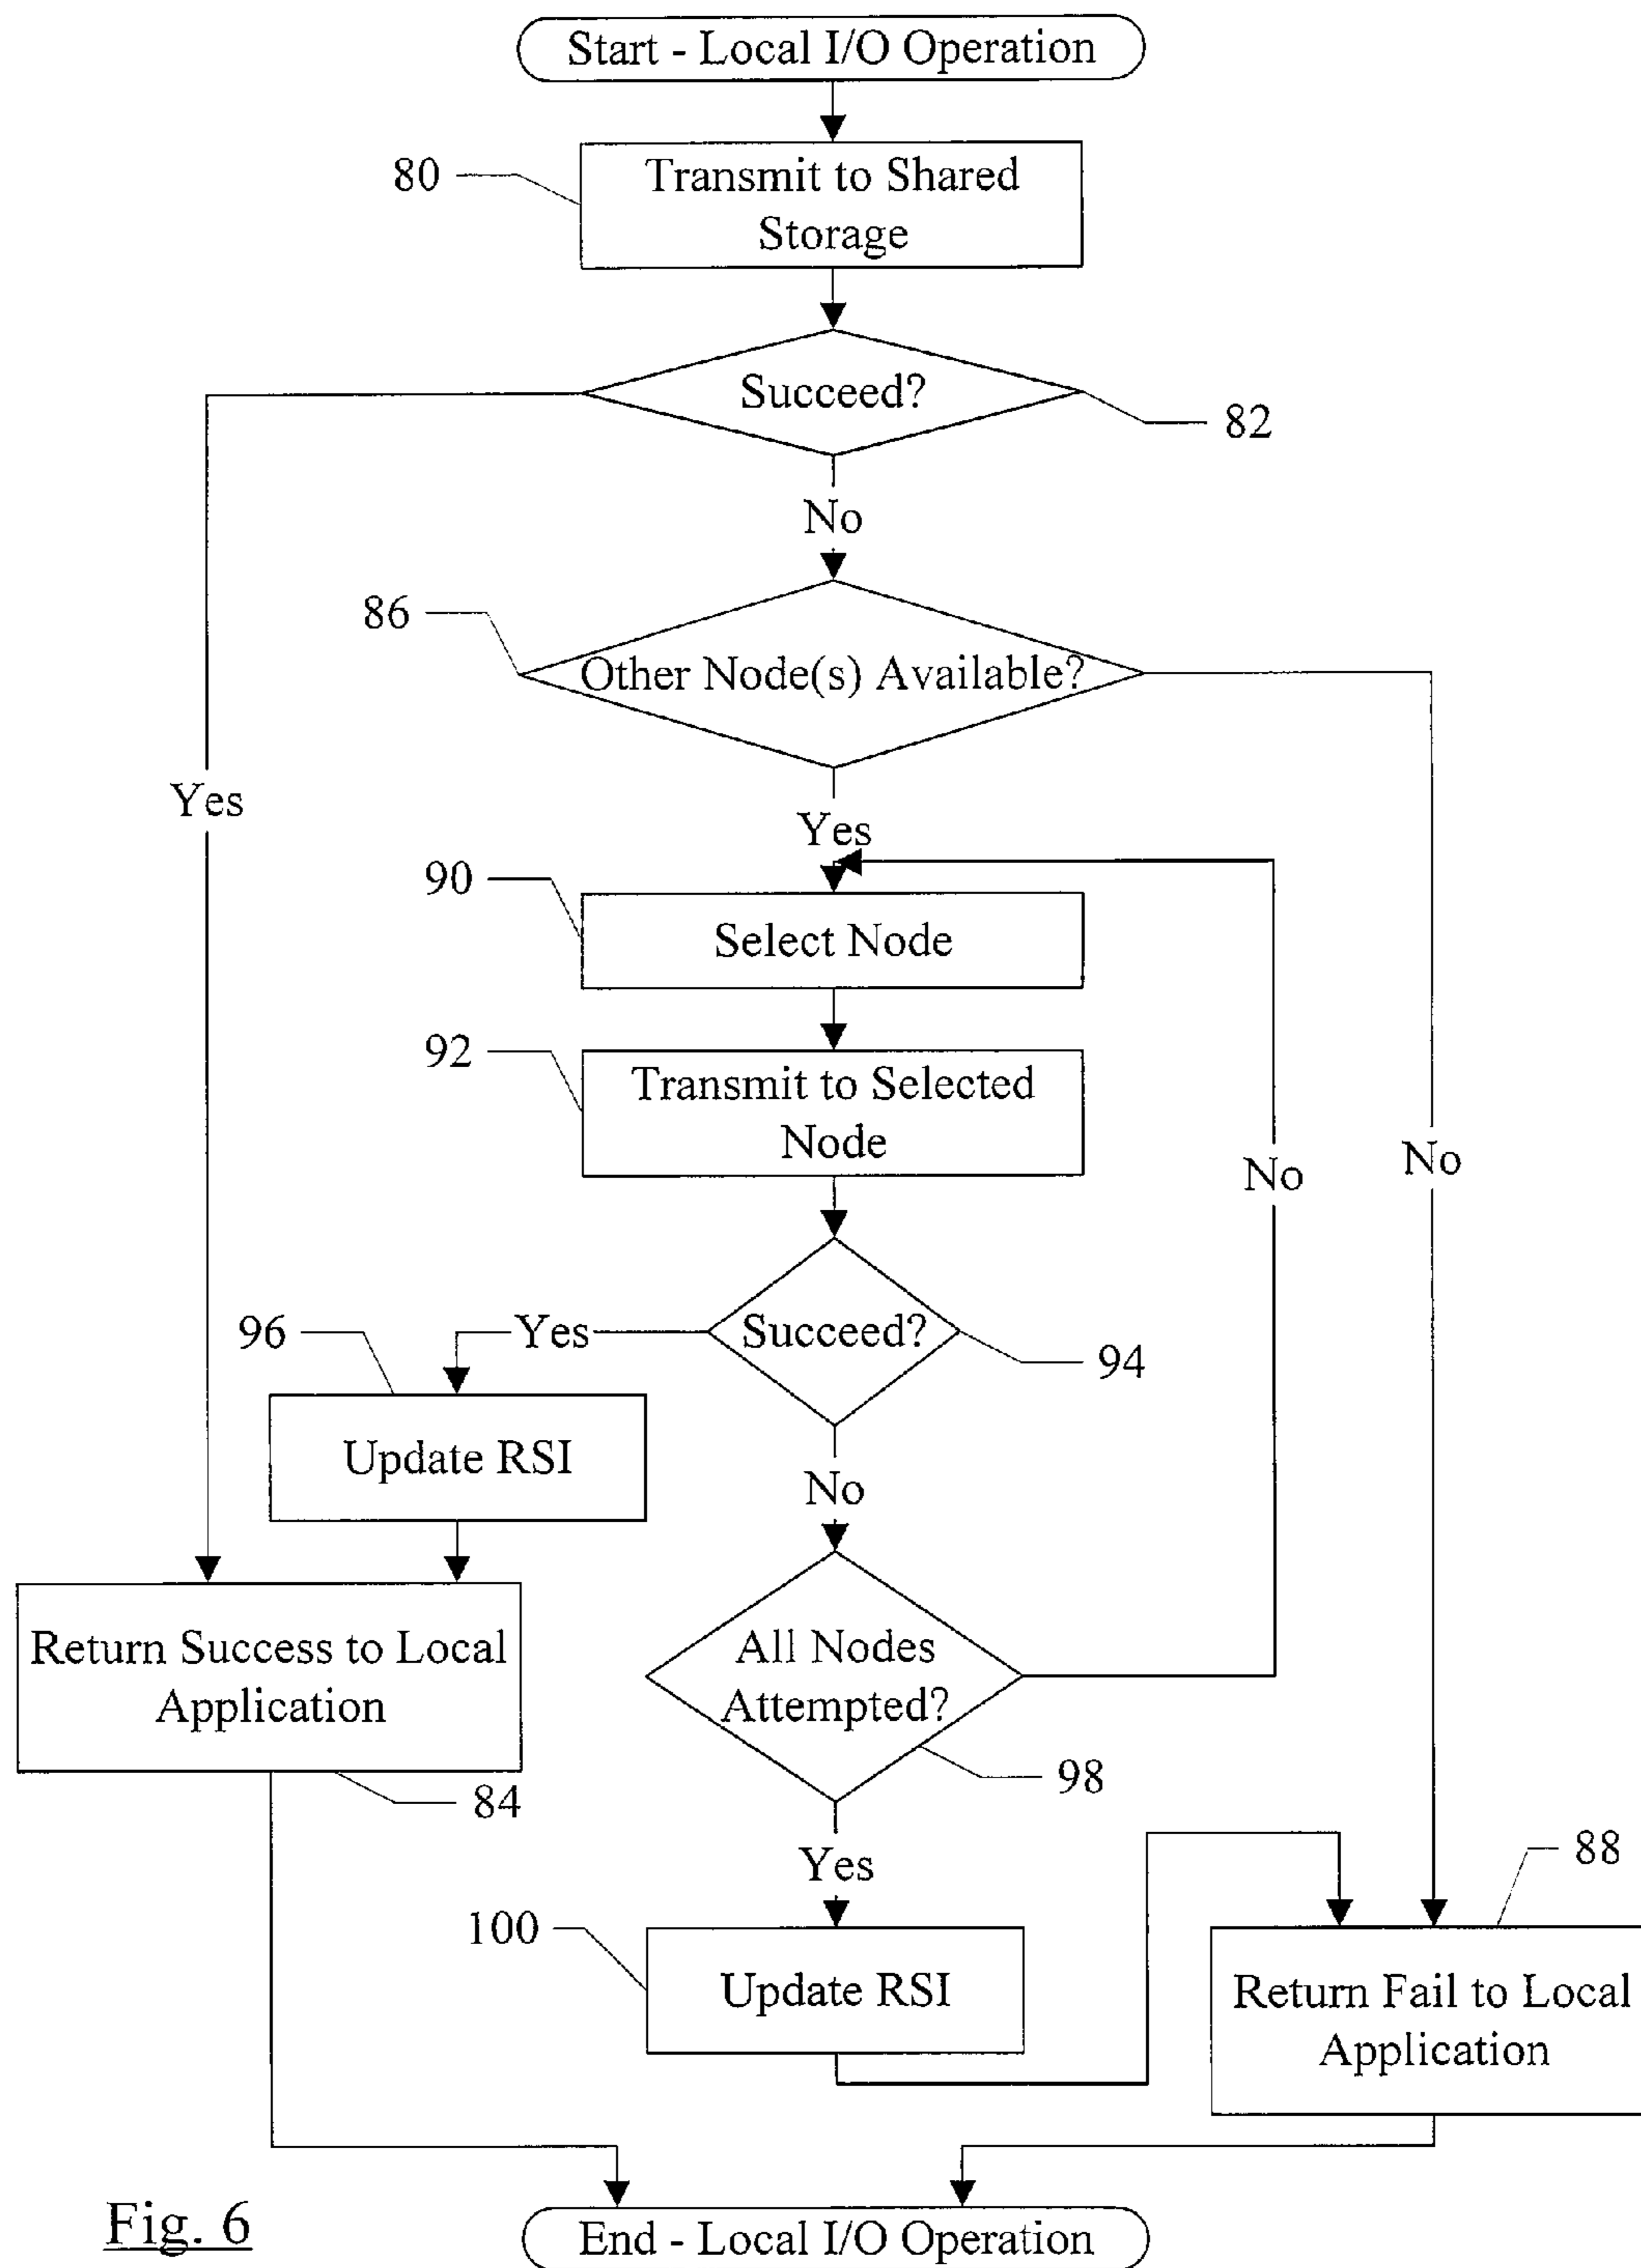 Start - Local I/O Operation
80
Transmit to Shared
Storage
Succeed?
82
No
86
Other Node(s) Available?
Yes
Yes
90
Select Node
92
Transmit to Selected
Node
No
No
96
Yes
Succeed?
94
Update RSI
No
Return Success to Local
Application
All Nodes
Attempted?
98
84
Yes
88
100
Update RSI
Return Fail to Local
Application
Fig. 6
End - Local I/O Operation